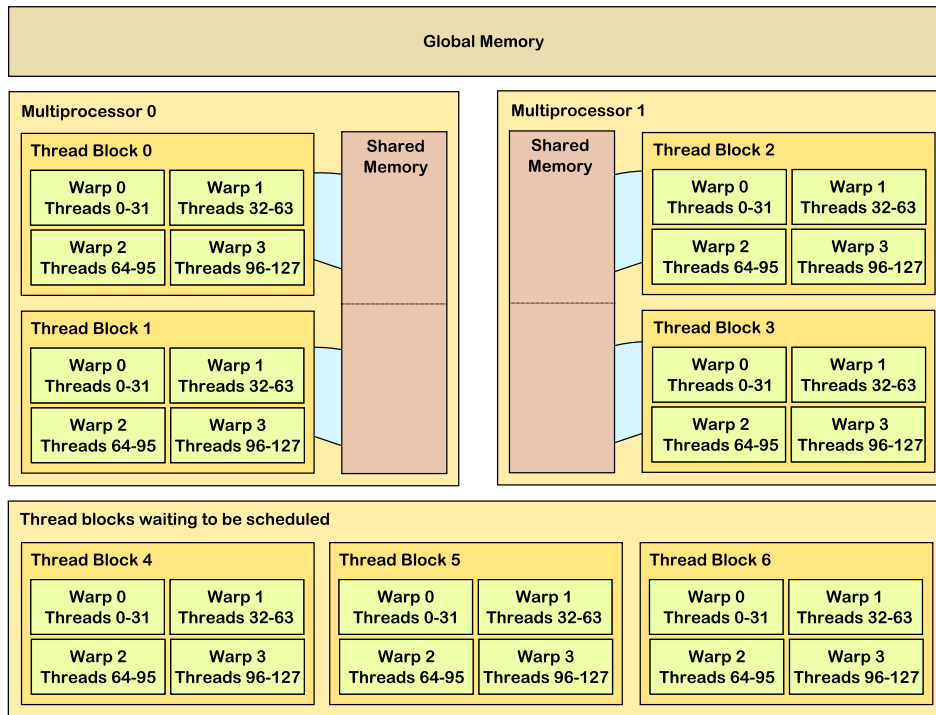 Global Memory
Multiprocessor 0
Thread Block 0
Warp 0
Threads 0-31
Warp 1
Threads 32-63
Warp 2
Threads 64-95
Warp 3
Threads 96-127
Thread Block 1
Warp 0
Threads 0-31
Warp 1
Threads 32-63
Warp 2
Threads 64-95
Warp 3
Threads 96-127
Shared
Memory
Multiprocessor 1
Shared
Memory
Thread Block 2
Warp 0
Threads 0-31
Warp 1
Threads 32-63
Warp 2
Threads 64-95
Warp 3
Threads 96-127
Thread Block 3
Warp 0
Threads 0-31
Warp 1
Threads 32-63
Warp 2
Threads 64-95
Warp 3
Threads 96-127
Thread blocks waiting to be scheduled
Thread Block 4
Warp 0
Threads 0-31
Warp 1
Threads 32-63
Warp 2
Threads 64-95
Warp 3
Threads 96-127
Thread Block 5
Warp 0
Threads 0-31
Warp 1
Threads 32-63
Warp 2
Threads 64-95
Warp 3
Threads 96-127
Thread Block 6
Warp 0
Threads 0-31
Warp 1
Threads 32-63
Warp 2
Threads 64-95
Warp 3
Threads 96-127